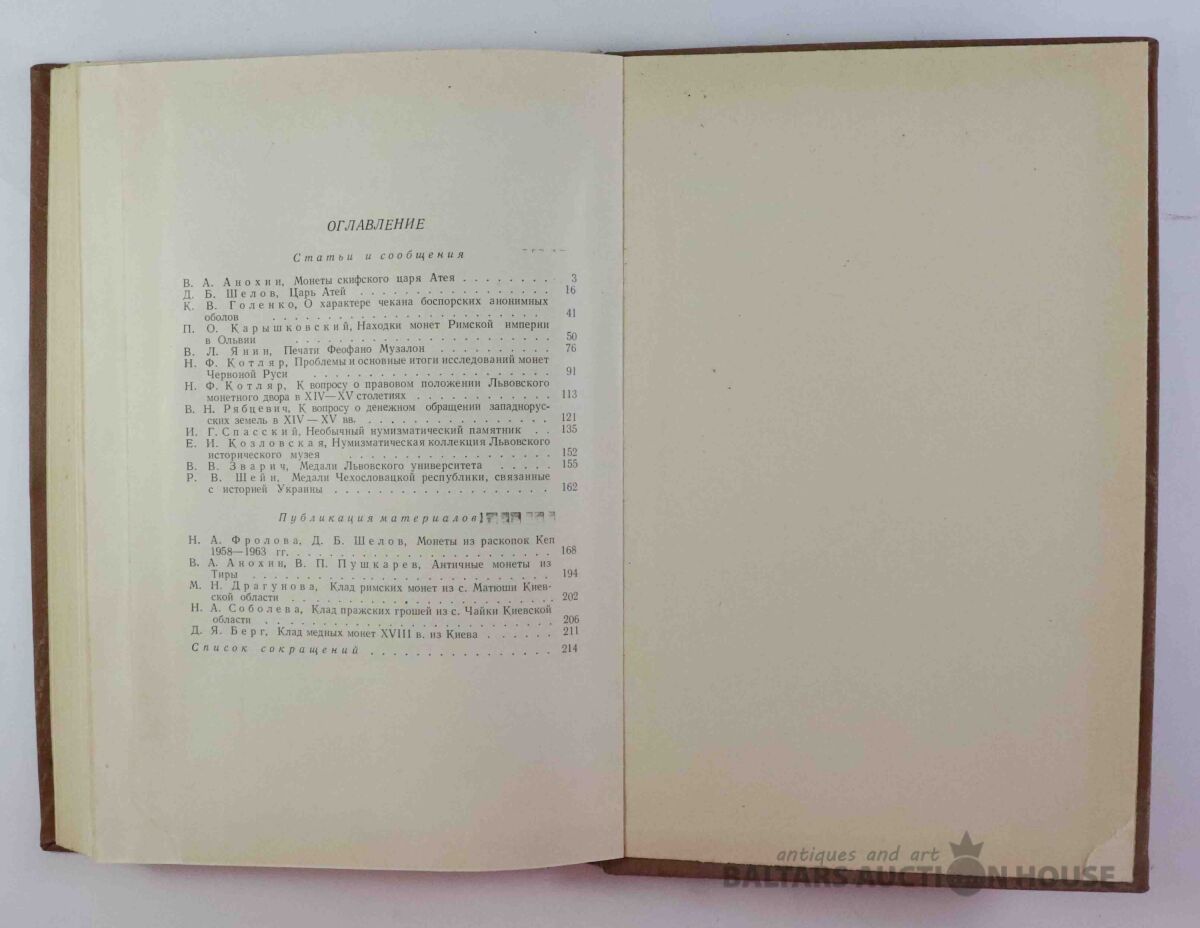 ОГЛАВЛЕНИЕ
Статьи и сообщения
В. А. Анохин, Монеты скифского царя Атея . . . . . . . . 3
Д. Б. Шелов, Царь Атей . . . . . . . . . . . . . . 16
К. В. Голенко, О характере чекана боспорских анонимных
оболов . . . . . . . . . . . . . . . . . . . 41
П. О. Карышковский, Находки монет Римской империи
в Ольвии . . . . . . . . . . . . . . . . . . 50
В. Л. Янин, Печати Феофано Музалон . . . . . . . . . 76
Н. Ф. Котляр, Проблемы и основные итоги исследований монет
Червоной Руси . . . . . . . . . . . . . . . . 91
Н. Ф. Котляр, К вопросу о правовом положении Львовского
монетного двора в XIV—XV столетиях . . . . . . . . . . 113
В. Н. Рябцевич, К вопросу о денежном обращении западнорус-
ских земель в XIV — XV вв. . . . . . . . . . . . . . 121
И. Г. Спасский, Необычный нумизматический памятник . . 135
Е. И. Козловская, Нумизматическая коллекция Львовского
исторического музея . . . . . . . . . . . . . . 152
В. В. Зварич, Медали Львовского университета . . . . . 155
Р. В. Шейн, Медали Чехословацкой республики, связанные
с историей Украины . . . . . . . . . . . . . . . . 162
Публикация материалов
Н. А. Фролова, Д. Б. Шелов, Монеты из раскопок Кеп
1958—1963 гг. . . . . . . . . . . . . . . . . . . 168
В. А. Анохин, В. П. Пушкарев, Античные монеты из
Тиры . . . . . . . . . . . . . . . . . . . . . 194
М. Н. Драгунова, Клад римских монет из с. Матюши Киев-
ской области . . . . . . . . . . . . . . . . . . . 202
Н. А. Соболева, Клад пражских грошей из с. Чайки Киевской
области . . . . . . . . . . . . . . . . . . . . 206
Д. Я. Берг, Клад медных монет XVIII в. из Киева . . . . . . 211
Список сокращений . . . . . . . . . . . . . . . 214
antiques and art
BALTARS AUCTION HOUSE